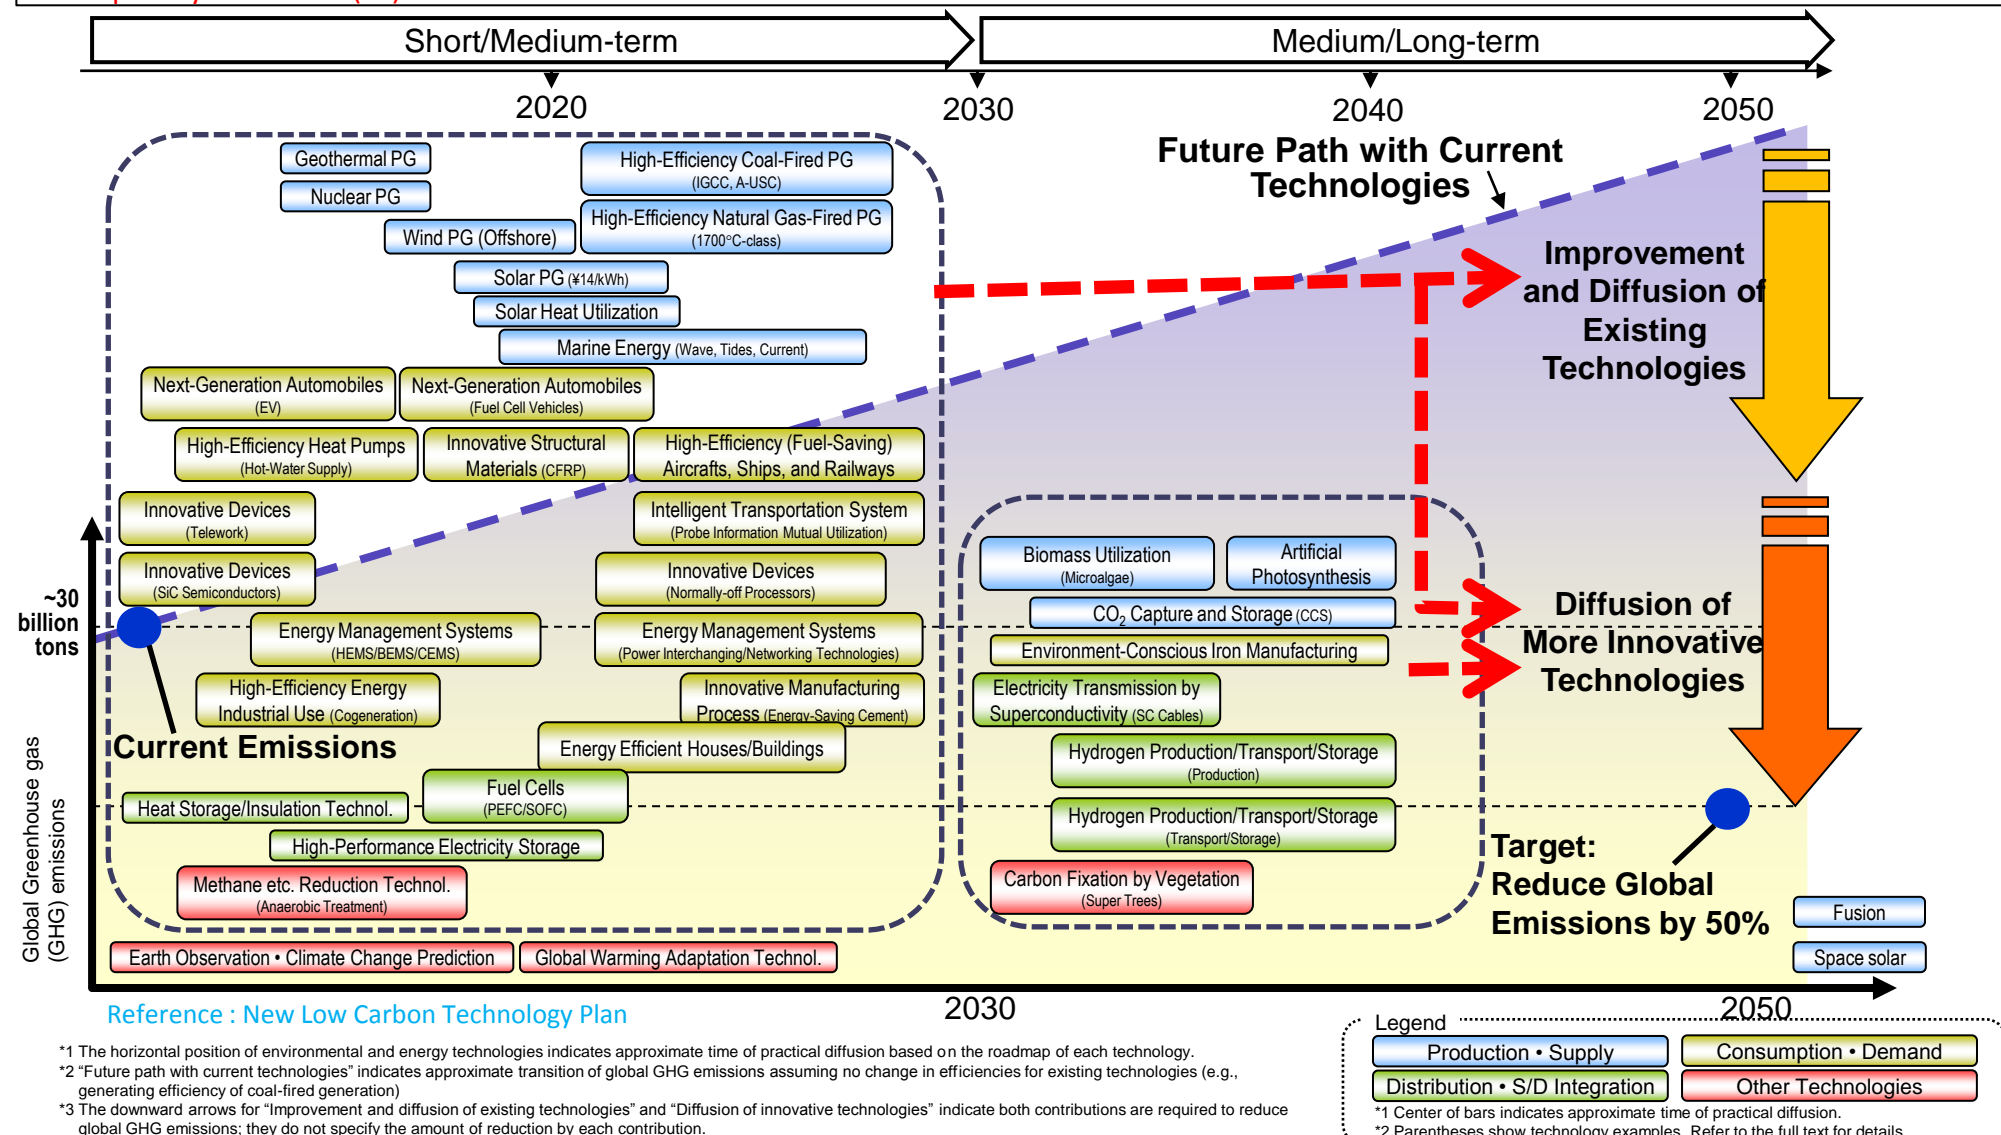 Short/Medium-term
Medium/Long-term
2020
2030
2040
2050
Geothermal PG
High-Efficiency Coal-Fired PG
(IGCC, A-USC)
Nuclear PG
High-Efficiency Natural Gas-Fired PG
(1700°C-class)
Wind PG (Offshore)
Solar PG (¥14/kWh)
Solar Heat Utilization
Marine Energy (Wave, Tides, Current)
Next-Generation Automobiles
(EV)
Next-Generation Automobiles
(Fuel Cell Vehicles)
High-Efficiency Heat Pumps
(Hot-Water Supply)
Innovative Structural
Materials (CFRP)
High-Efficiency (Fuel-Saving)
Aircrafts, Ships, and Railways
Innovative Devices
(Telework)
Intelligent Transportation System
(Probe Information Mutual Utilization)
Innovative Devices
(SiC Semiconductors)
Innovative Devices
(Normally-off Processors)
Energy Management Systems
(HEMS/BEMS/CEMS)
Energy Management Systems
(Power Interchanging/Networking Technologies)
High-Efficiency Energy
Industrial Use (Cogeneration)
Innovative Manufacturing
Process (Energy-Saving Cement)
Energy Efficient Houses/Buildings
Fuel Cells
(PEFC/SOFC)
Heat Storage/Insulation Technol.
High-Performance Electricity Storage
Methane etc. Reduction Technol.
(Anaerobic Treatment)
Earth Observation • Climate Change Prediction
Global Warming Adaptation Technol.
Future Path with Current
Technologies
Improvement
and Diffusion of
Existing
Technologies
Biomass Utilization
(Microalgae)
Artificial
Photosynthesis
CO2 Capture and Storage (CCS)
Environment-Conscious Iron Manufacturing
Electricity Transmission by
Superconductivity (SC Cables)
Hydrogen Production/Transport/Storage
(Production)
Hydrogen Production/Transport/Storage
(Transport/Storage)
Carbon Fixation by Vegetation
(Super Trees)
Diffusion of
More Innovative
Technologies
Target:
Reduce Global
Emissions by 50%
Fusion
Space solar
~30
billion
tons
Current Emissions
Global Greenhouse gas
(GHG) emissions
2030
2050
Reference : New Low Carbon Technology Plan
*1 The horizontal position of environmental and energy technologies indicates approximate time of practical diffusion based on the roadmap of each technology.
*2 “Future path with current technologies” indicates approximate transition of global GHG emissions assuming no change in efficiencies for existing technologies (e.g.,
generating efficiency of coal-fired generation)
*3 The downward arrows for “Improvement and diffusion of existing technologies” and “Diffusion of innovative technologies” indicate both contributions are required to reduce
global GHG emissions; they do not specify the amount of reduction by each contribution.
Legend
Production • Supply
Consumption • Demand
Distribution • S/D Integration
Other Technologies
*1 Center of bars indicates approximate time of practical diffusion.
*2 Parentheses show technology examples. Refer to the full text for details.